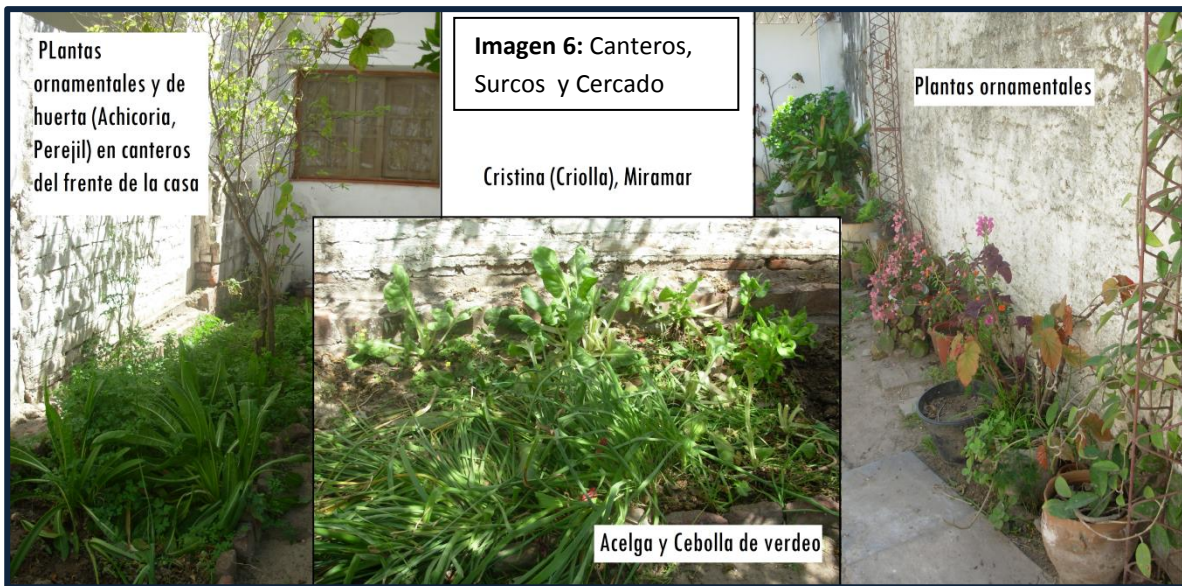 PLantas
ornamentales y de
huerta (Achicoria,
Perejil) en canteros
del frente de la casa
Imagen 6: Canteros,
Surcos y Cercado
Cristina (Criolla), Miramar
Plantas ornamentales
Acelga y Cebolla de verdeo